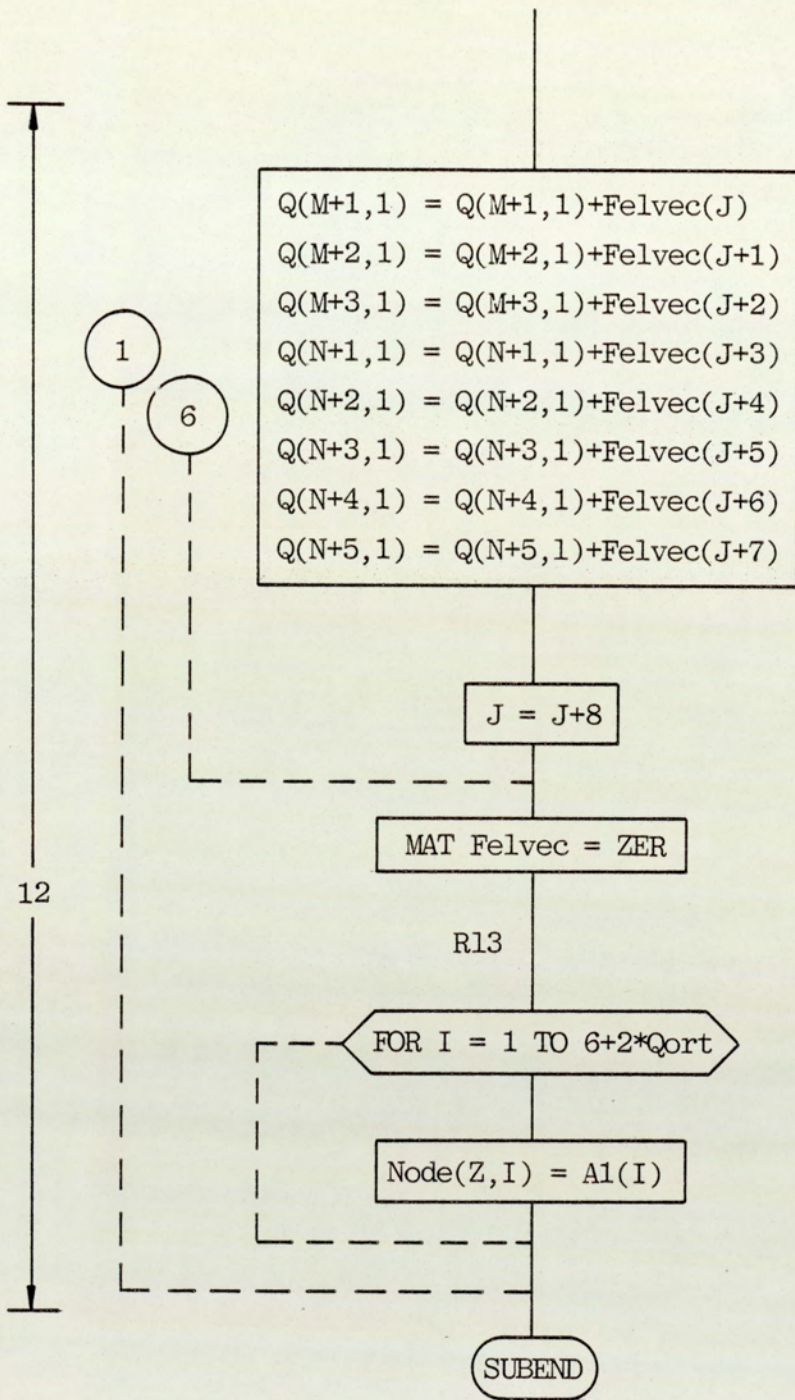 Q(M+1,1) = Q(M+1,1)+Felvec(J)
Q(M+2,1) = Q(M+2,1)+Felvec(J+1)
Q(M+3,1) = Q(M+3,1)+Felvec(J+2)
Q(N+1,1) = Q(N+1,1)+Felvec(J+3)
Q(N+2,1) = Q(N+2,1)+Felvec(J+4)
Q(N+3,1) = Q(N+3,1)+Felvec(J+5)
Q(N+4,1) = Q(N+4,1)+Felvec(J+6)
Q(N+5,1) = Q(N+5,1)+Felvec(J+7)
1
6
J = J+8
MAT Felvec = ZER
12
R13
FOR I = 1 TO 6+2*Qort
Node(Z,I) = A1(I)
SUBEND